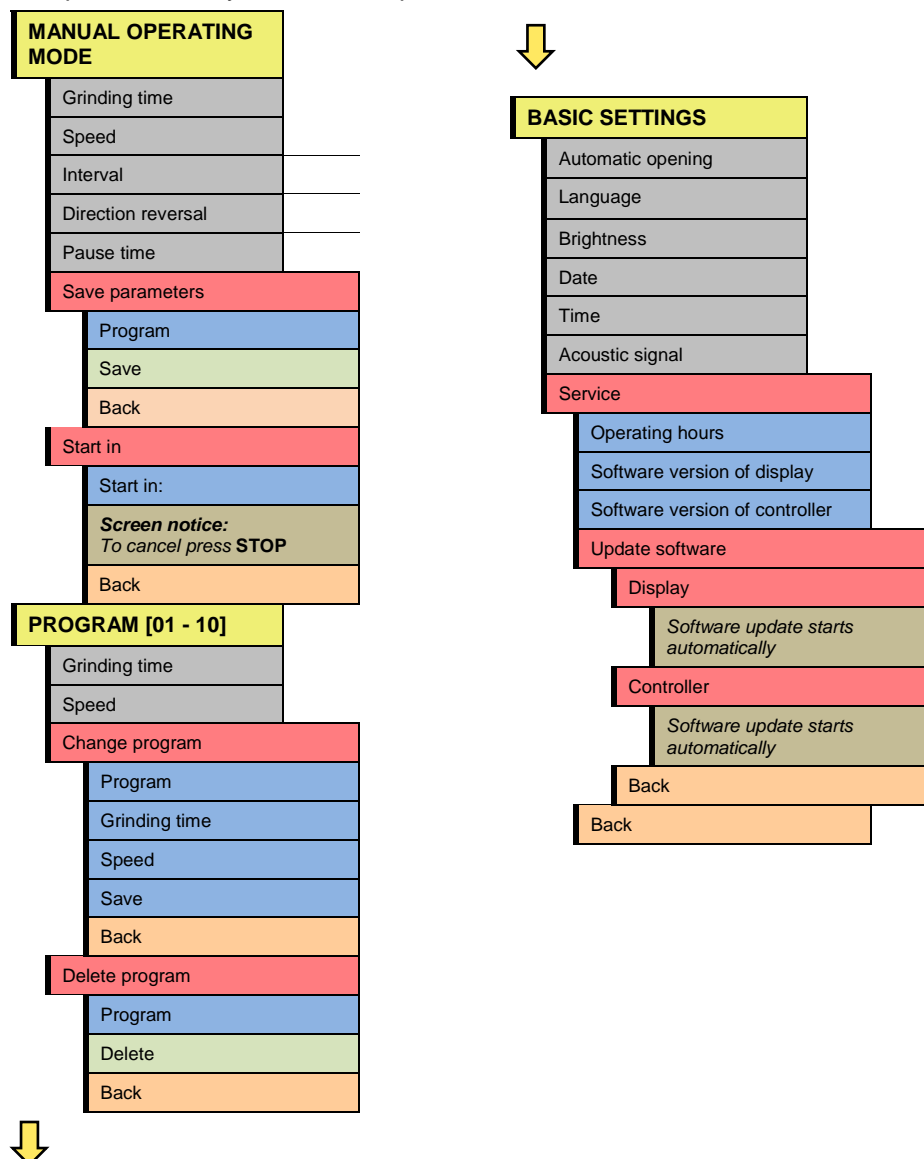 MANUAL OPERATING
MODE
Grinding time
Speed
Interval
Direction reversal
Pause time
Save parameters
Program
Save
Back
Start in
Start in:
Screen notice:
To cancel press STOP
Back
PROGRAM [01 - 10]
Grinding time
Speed
Change program
Program
Grinding time
Speed
Save
Back
Delete program
Program
Delete
Back
BASIC SETTINGS
Automatic opening
Language
Brightness
Date
Time
Acoustic signal
Service
Operating hours
Software version of display
Software version of controller
Update software
Display
Software update starts
automatically
Controller
Software update starts
automatically
Back
Back